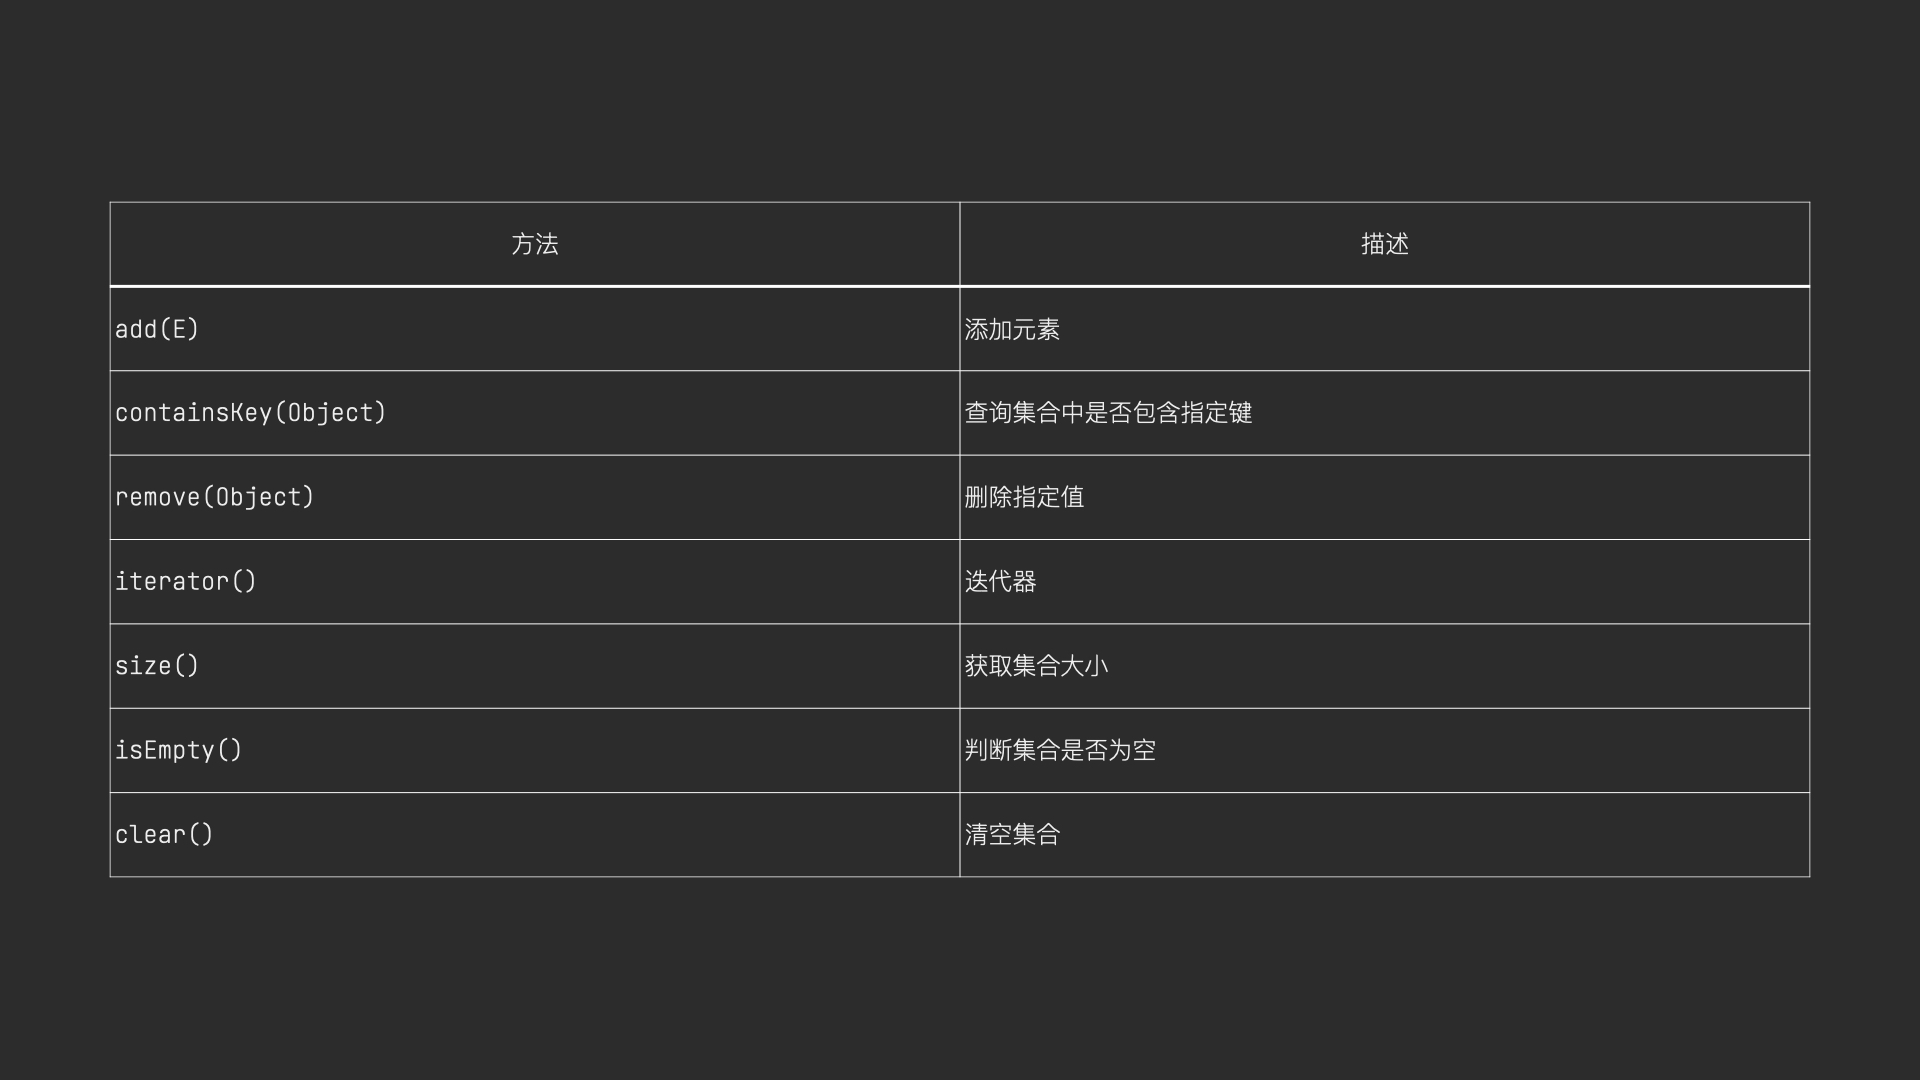 方法 描述
add(E) 添加元素
containsKey(Object) 查询集合中是否包含指定键
remove(Object) 删除指定值
iterator() 迭代器
size() 获取集合大小
isEmpty() 判断集合是否为空
clear() 清空集合